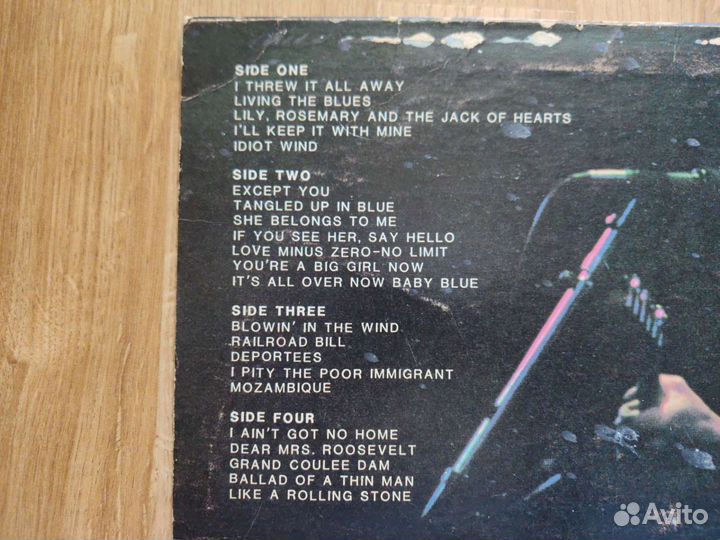 SIDE ONE
I THREW IT ALL AWAY
LIVING THE BLUES
LILY, ROSEMARY AND THE JACK OF HEARTS
I'LL KEEP IT WITH MINE
IDIOT WIND
SIDE TWO
EXCEPT YOU
TANGLED UP IN BLUE
SHE BELONGS TO ME
IF YOU SEE HER, SAY HELLO
LOVE MINUS ZERO-NO LIMIT
YOU'RE A BIG GIRL NOW
IT'S ALL OVER NOW BABY BLUE
SIDE THREE
BLOWIN' IN THE WIND
RAILROAD BILL
DEPORTEES
I PITY THE POOR IMMIGRANT
MOZAMBIQUE
SIDE FOUR
I AIN'T GOT NO HOME
DEAR MRS. ROOSEVELT
GRAND COULEE DAM
BALLAD OF A THIN MAN
LIKE A ROLLING STONE
Avito